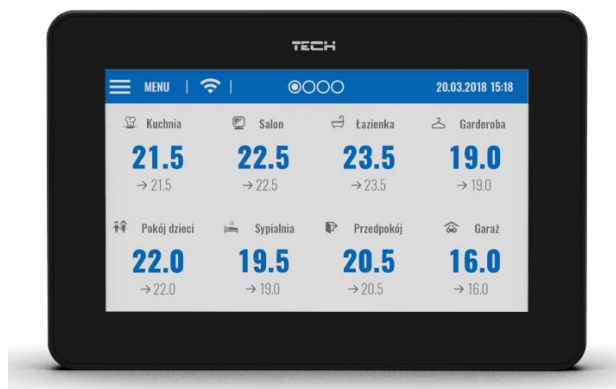 TECH
MENU | | 20.03.2018 15:18
Kuchnia Salon Łazienka Garderoba
21.5 22.5 23.5 19.0
→ 21.5 → 22.5 → 23.5 → 19.0
Pokój dzieci Sypialnia Przedpokój Garaż
22.0 19.5 20.5 16.0
→ 22.0 → 19.0 → 20.5 → 16.0